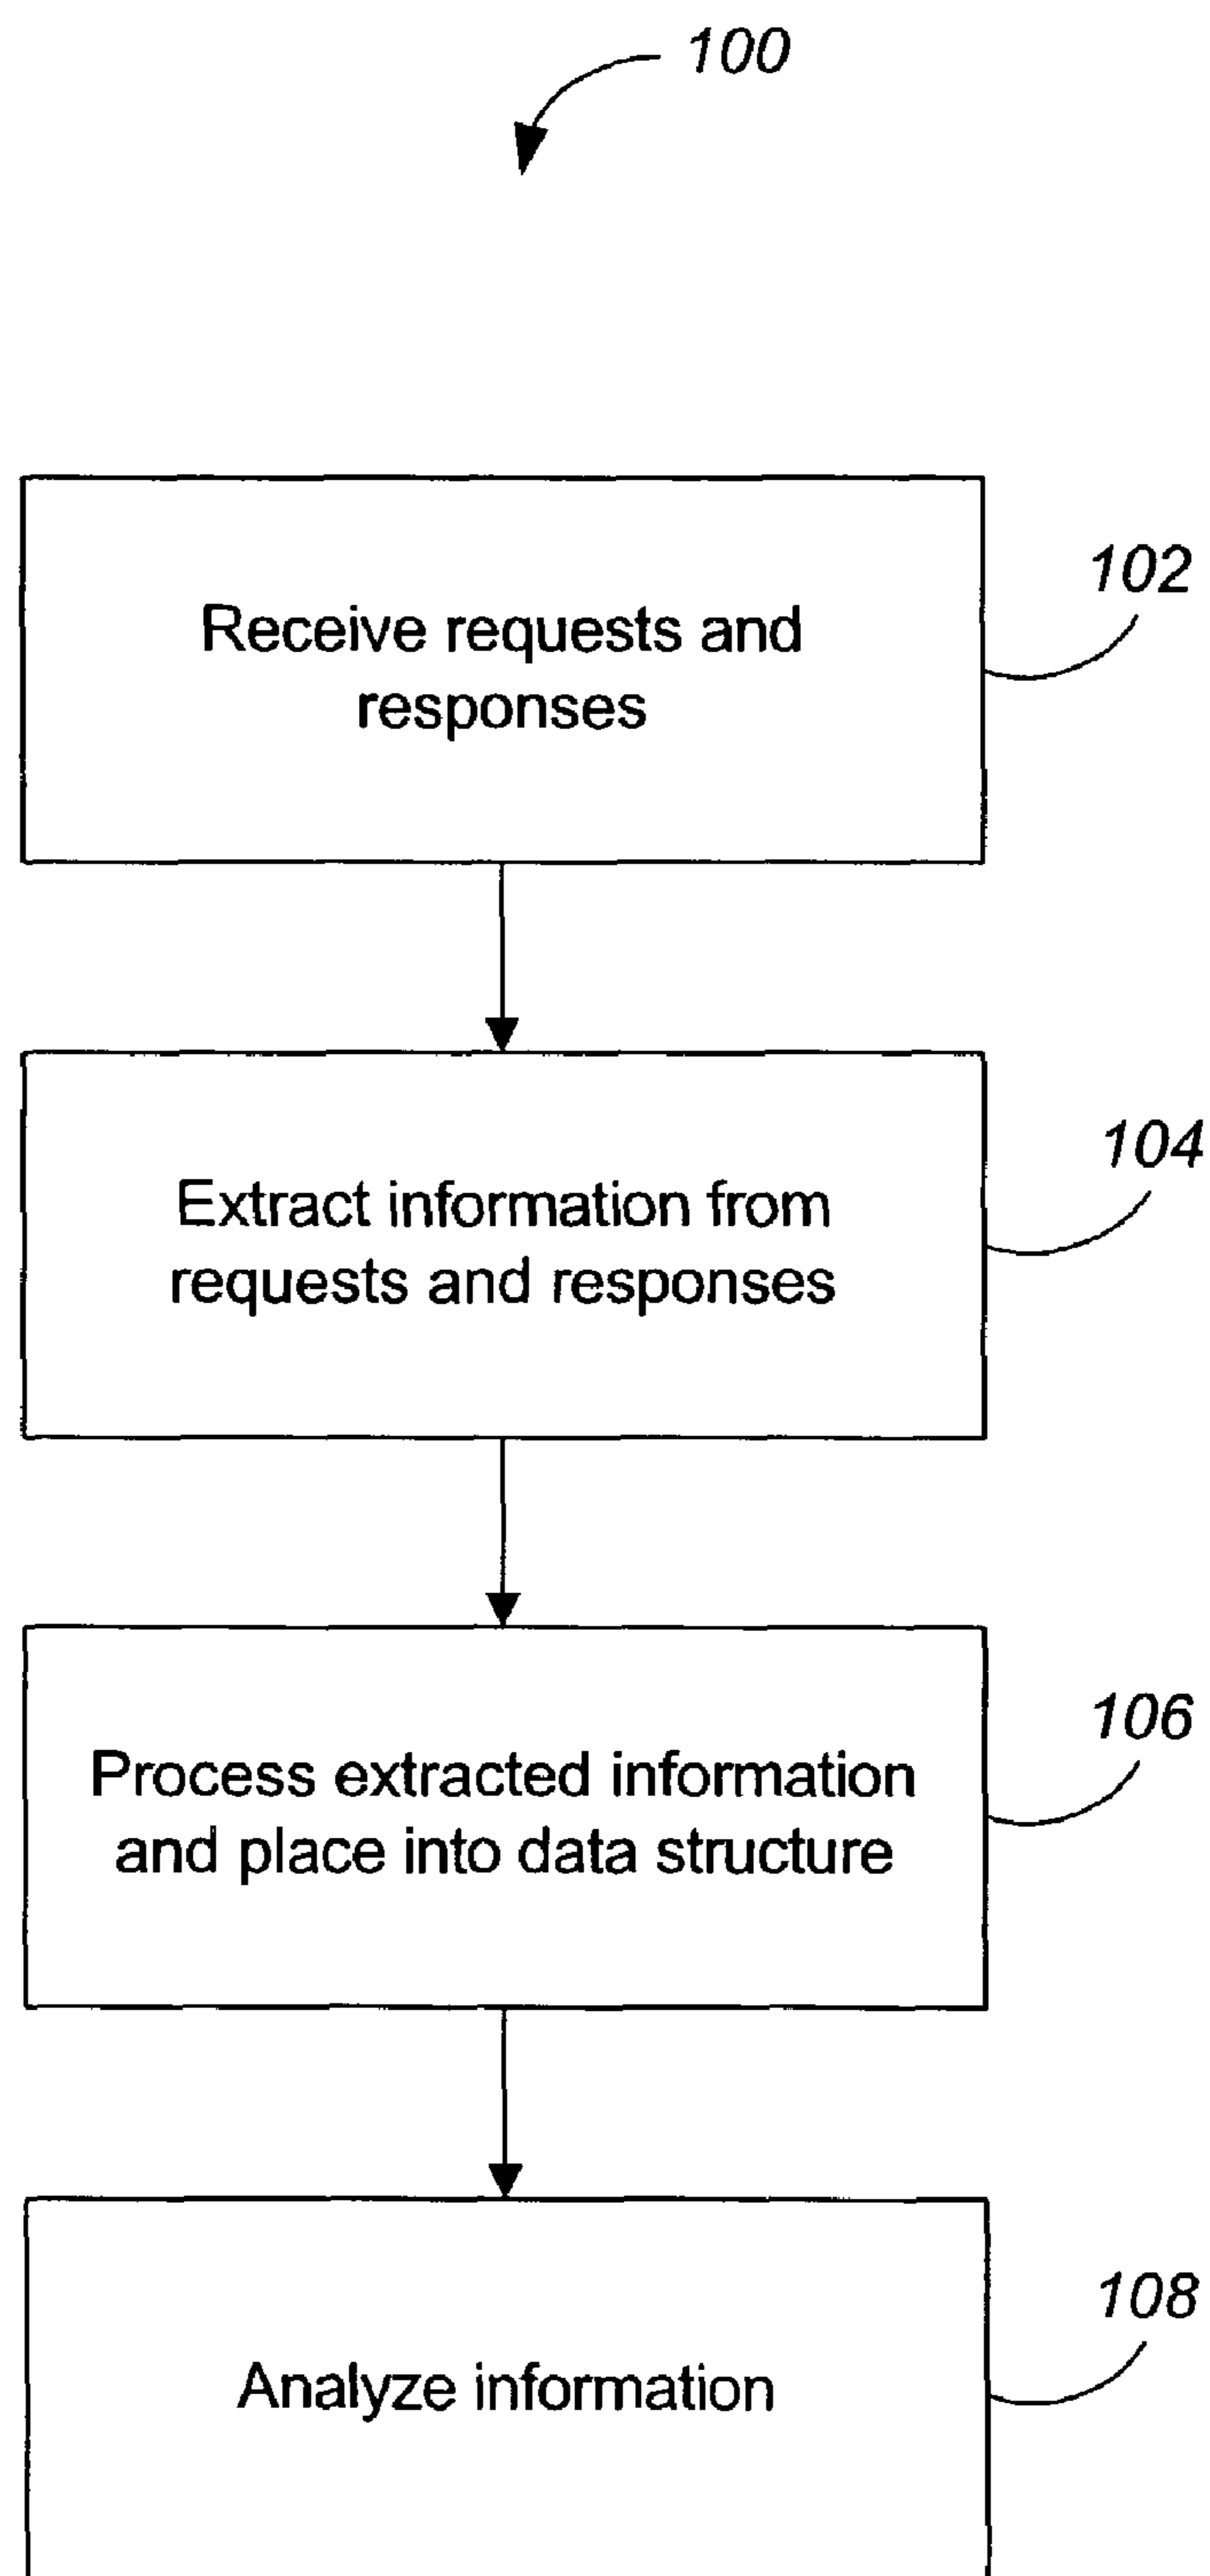 100
Receive requests and
responses
102
Extract information from
requests and responses
104
Process extracted information
and place into data structure
106
Analyze information
108